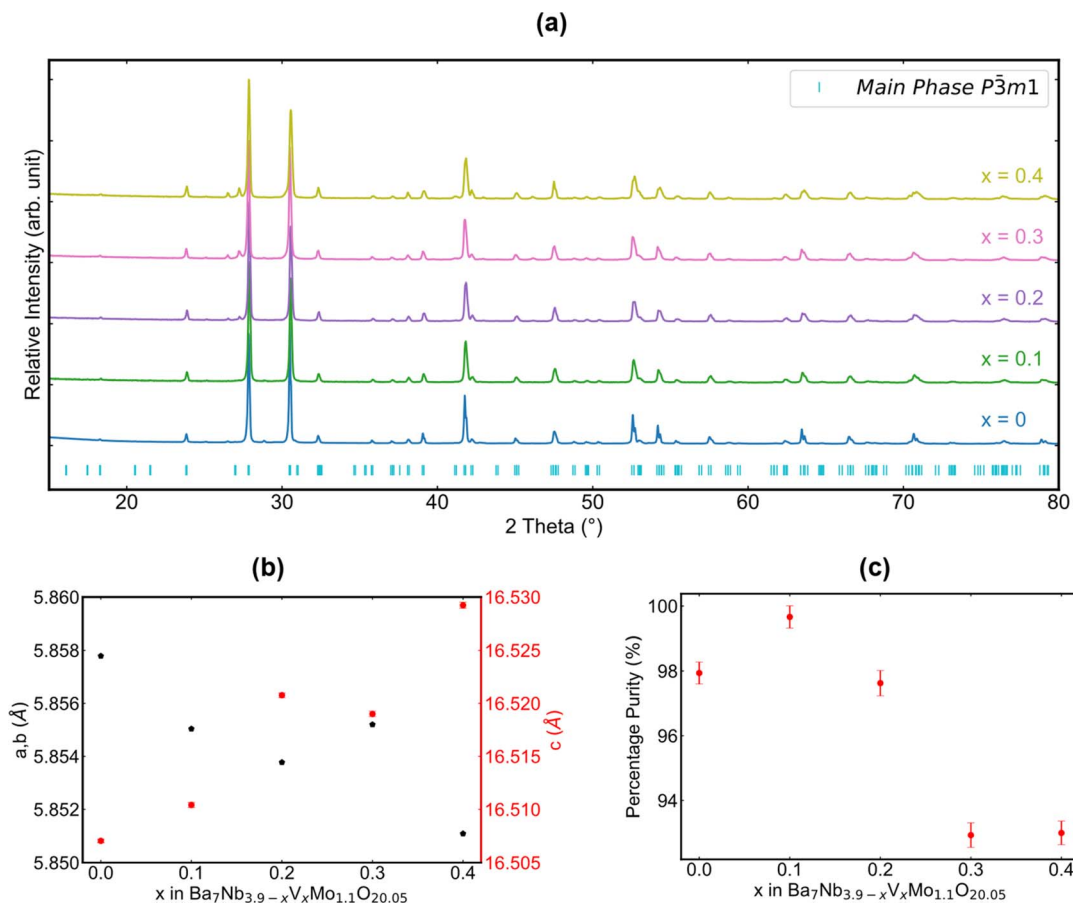 (a)
Relative Intensity (arb. unit)
Main Phase P3̄m1
x = 0.4
x = 0.3
x = 0.2
x = 0.1
x = 0
20 30 40 50 60 70 80
2 Theta (°)
(b)
a,b (Å)
5.860
5.858
5.856
5.854
5.852
5.850
16.530
16.525
16.520
16.515
16.510
16.505
c (Å)
0.0 0.1 0.2 0.3 0.4
x in Ba₇Nb₃.₉₋ₓVₓMo₁.₁O₂₀.₀₅
(c)
Percentage Purity (%)
100
98
96
94
0.0 0.1 0.2 0.3 0.4
x in Ba₇Nb₃.₉₋ₓVₓMo₁.₁O₂₀.₀₅